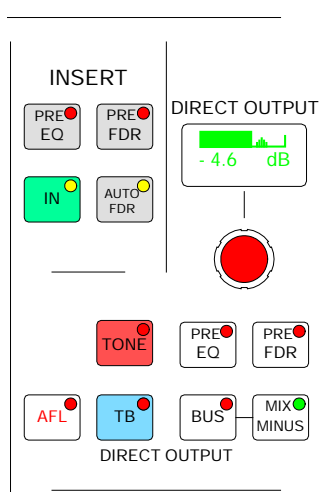 INSERT
PRE
EQ
PRE
FDR
IN
AUTO
FDR
DIRECT OUTPUT
- 4.6 dB
TONE
PRE
EQ
PRE
FDR
AFL
TB
BUS
MIX
MINUS
DIRECT OUTPUT